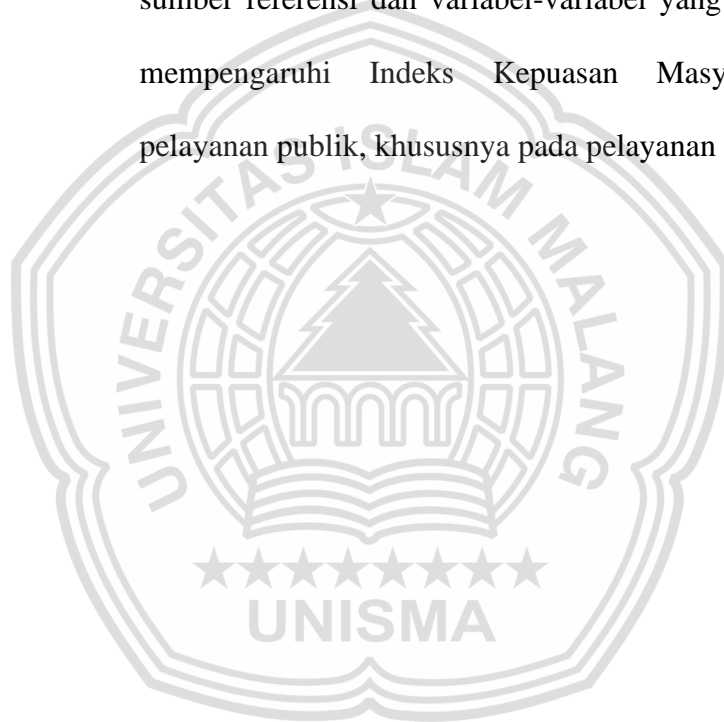 sumber referensi dan variabel-variabel yang
mempengaruhi Indeks Kepuasan Masy
pelayanan publik, khususnya pada pelayanan
UNIVERSITAS ISLAM MALANG
UNISMA